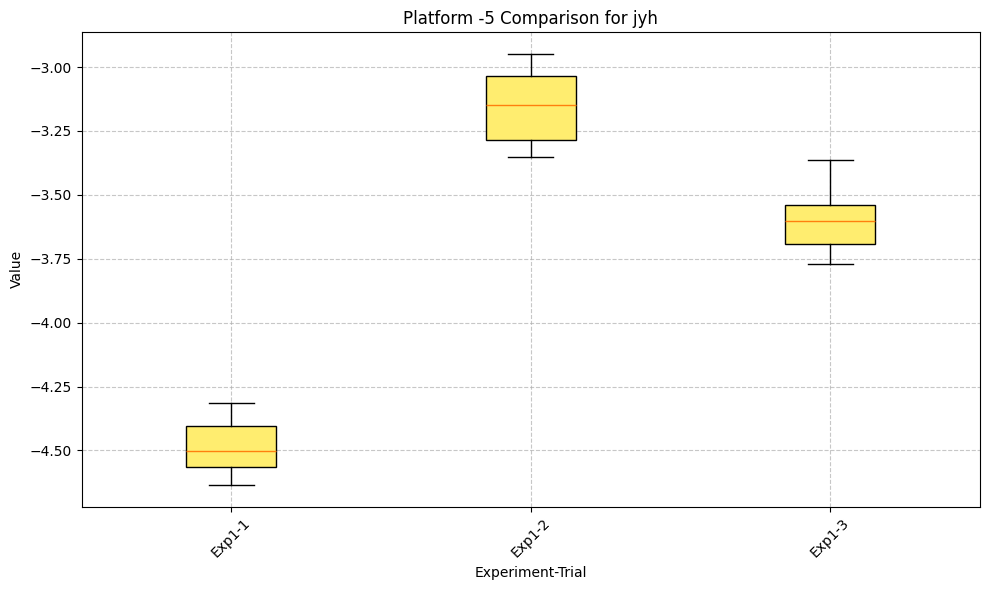 Platform -5 Comparison for jyh
−3.00
−3.25
−3.50
−3.75
−4.00
−4.25
−4.50
Value
Exp1-1
Exp1-2
Exp1-3
Experiment-Trial